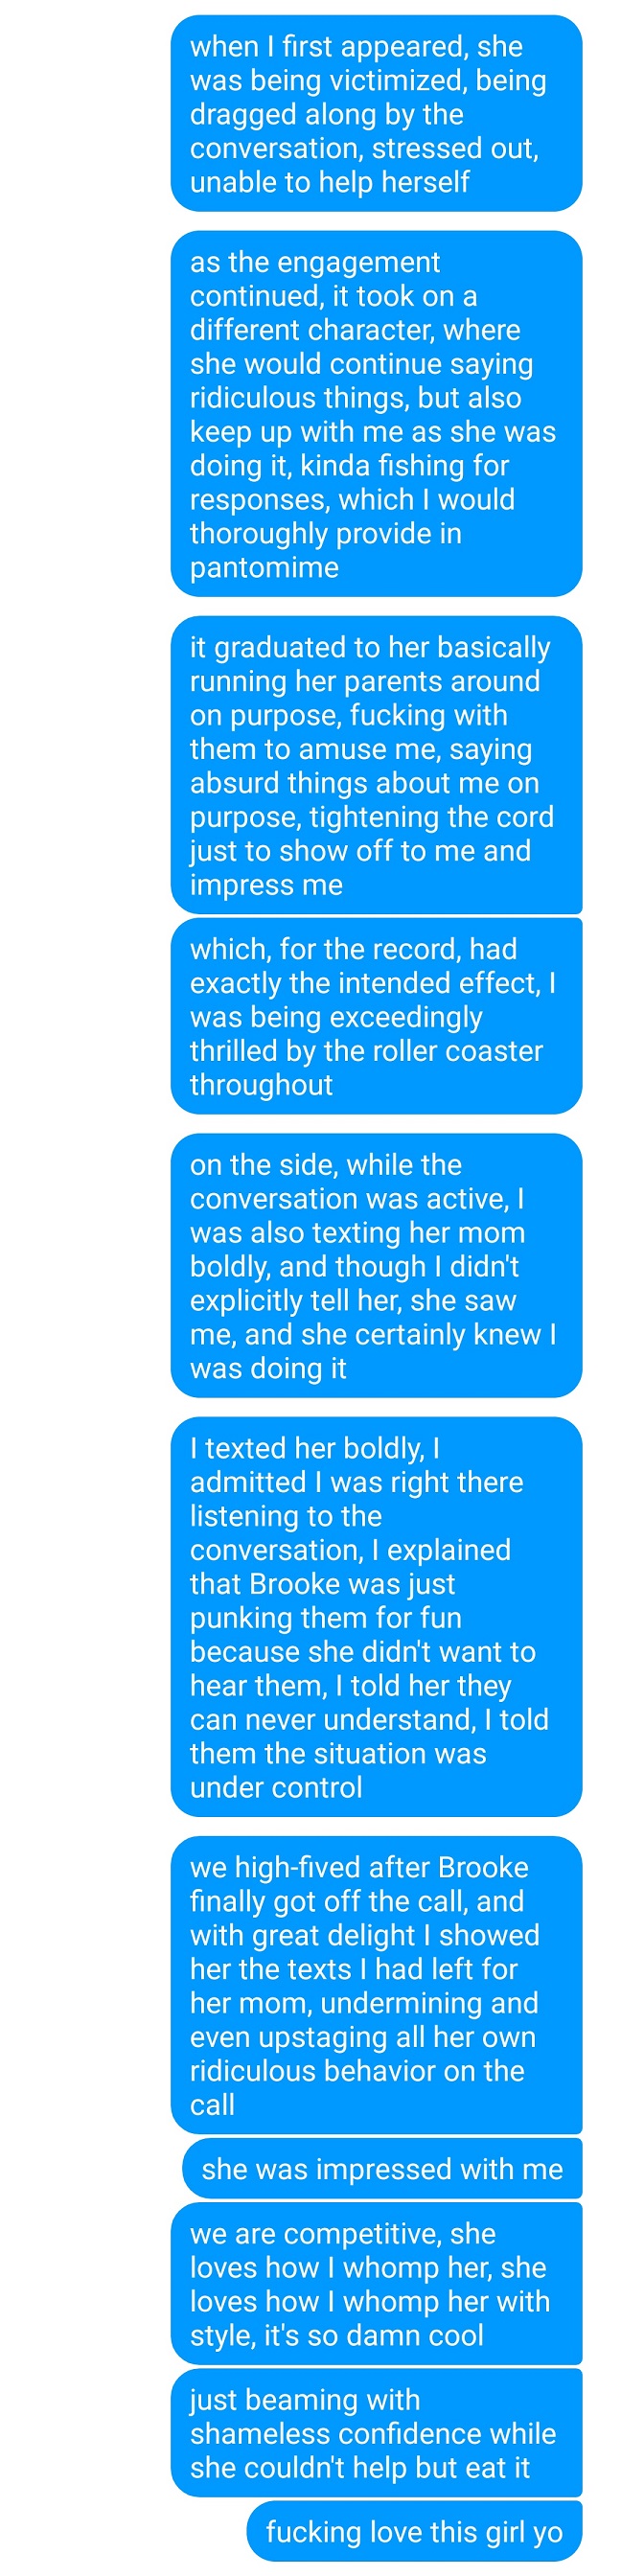 when I first appeared, she
was being victimized, being
dragged along by the
conversation, stressed out,
unable to help herself
as the engagement
continued, it took on a
different character, where
she would continue saying
ridiculous things, but also
keep up with me as she was
doing it, kinda fishing for
responses, which I would
thoroughly provide in
pantomime
it graduated to her basically
running her parents around
on purpose, fucking with
them to amuse me, saying
absurd things about me on
purpose, tightening the cord
just to show off to me and
impress me
which, for the record, had
exactly the intended effect, I
was being exceedingly
thrilled by the roller coaster
throughout
on the side, while the
conversation was active, I
was also texting her mom
boldly, and though I didn't
explicitly tell her, she saw
me, and she certainly knew I
was doing it
I texted her boldly, I
admitted I was right there
listening to the
conversation, I explained
that Brooke was just
punking them for fun
because she didn't want to
hear them, I told her they
can never understand, I told
them the situation was
under control
we high-fived after Brooke
finally got off the call, and
with great delight I showed
her the texts I had left for
her mom, undermining and
even upstaging all her own
ridiculous behavior on the
call
she was impressed with me
we are competitive, she
loves how I whomp her, she
loves how I whomp her with
style, it's so damn cool
just beaming with
shameless confidence while
she couldn't help but eat it
fucking love this girl yo